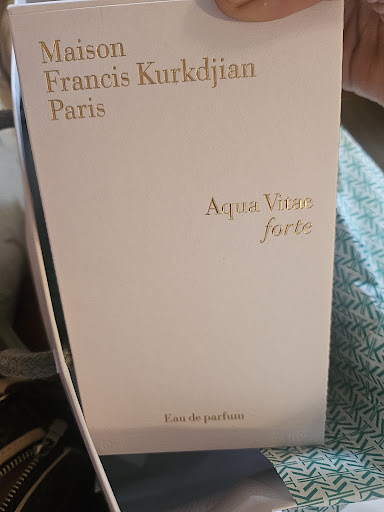 Maison
Francis Kurkdjian
Paris
Aqua Vitae
forte
Eau de parfum